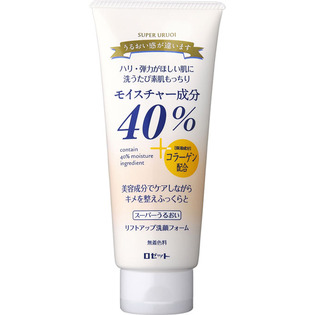 SUPER URUOI
うるおい感が違います
ハリ・弾力がほしい肌に
洗うたび素肌もっちり
モイスチャー成分
40%
contain
40% moisture
ingredient
+
コラーゲン
配合
美容成分でケアしながら
キメを整えふっくらと
スーパーうるおい
リフトアップ洗顔フォーム
無着色料
ロゼット